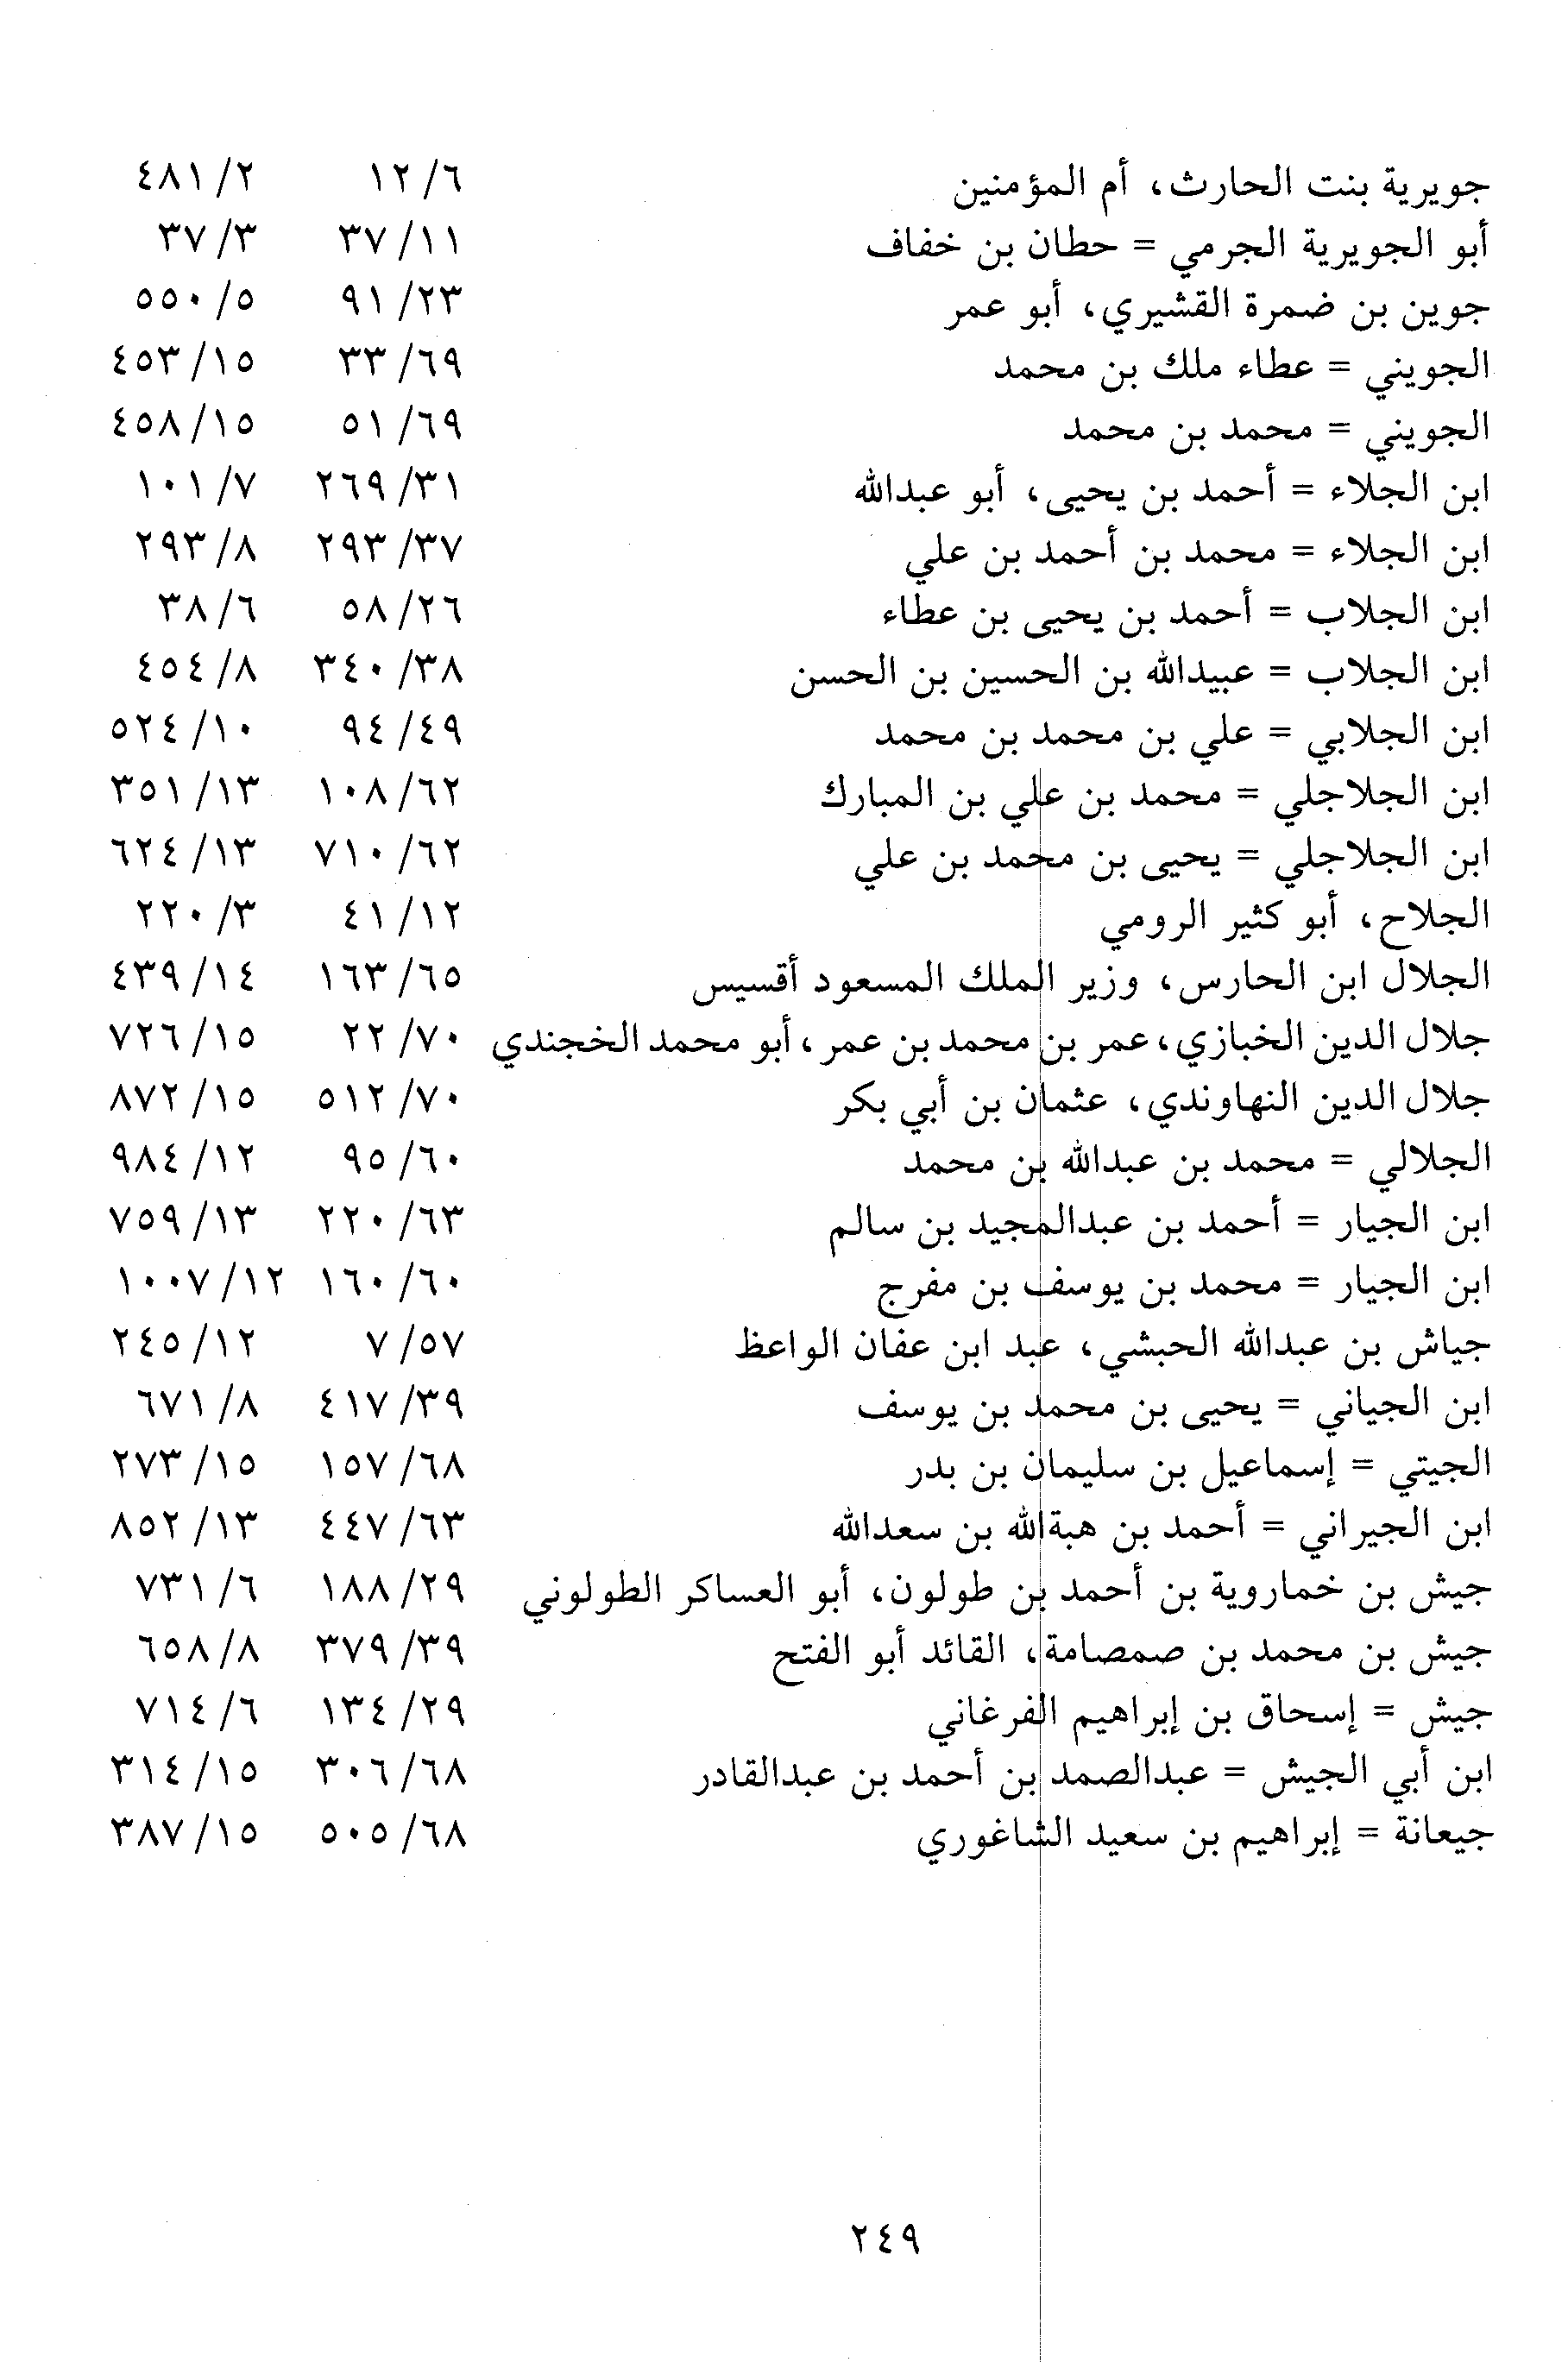 جويرية بنت الحارث، أم المؤمنين ٦/ ١٢ ٢/ ٤٨١
أبو الجويرية الجرمي = حطان بن خفاف ١١/ ٣٧ ٣/ ٣٧
جوين بن ضمرة القشيري، أبو عمر ٢٣/ ٩١ ٥/ ٥٥٠
الجويني = عطاء ملك بن محمد ٦٩/ ٣٣ ١٥/ ٤٥٣
الجويني = محمد بن محمد ٦٩/ ٥١ ١٥/ ٤٥٨
ابن الجلاء = أحمد بن يحيى، أبو عبدالله ٣١/ ٢٦٩ ٧/ ١٠١
ابن الجلاء = محمد بن أحمد بن علي ٣٧/ ٢٩٣ ٨/ ٢٩٣
ابن الجلاب = أحمد بن يحيى بن عطاء ٢٦/ ٥٨ ٦/ ٣٨
ابن الجلاب = عبيدالله بن الحسين بن الحسن ٣٨/ ٣٤٠ ٨/ ٤٥٤
ابن الجلابي = علي بن محمد بن محمد ٤٩/ ٩٤ ١٠/ ٥٢٤
ابن الجلاجلي = محمد بن علي بن المبارك ٦٢/ ١٠٨ ١٣/ ٣٥١
ابن الجلاجلي = يحيى بن محمد بن علي ٦٢/ ٧١٠ ١٣/ ٦٢٤
الجلاح، أبو كثير الرومي ١٢/ ٤١ ٣/ ٢٢٠
الجلال ابن الحارس، وزير الملك المسعود أقسيس ٦٥/ ١٦٣ ١٤/ ٤٣٩
جلال الدين الخبازي، عمر بن محمد بن عمر، أبو محمد الخجندي ٧٠/ ٢٢ ١٥/ ٧٢٦
جلال الدين النهاوندي، عثمان بن أبي بكر ٧٠/ ٥١٢ ١٥/ ٨٧٢
الجلالي = محمد بن عبدالله بن محمد ٦٠/ ٩٥ ١٢/ ٩٨٤
ابن الجيار = أحمد بن عبدالمجيد بن سالم ٦٣/ ٢٢٠ ١٣/ ٧٥٩
ابن الجيار = محمد بن يوسف بن مفرج ٦٠/ ١٦٠ ١٢/ ١٠٠٧
جياش بن عبدالله الحبشي، عبد ابن عفان الواعظ ٥٧/ ٧ ١٢/ ٢٤٥
ابن الجياني = يحيى بن محمد بن يوسف ٣٩/ ٤١٧ ٨/ ٦٧١
الجيتي = إسماعيل بن سليمان بن بدر ٦٨/ ١٥٧ ١٥/ ٢٧٣
ابن الجيراني = أحمد بن هبةالله بن سعدالله ٦٣/ ٤٤٧ ١٣/ ٨٥٢
جيش بن خماروية بن أحمد بن طولون، أبو العساكر الطولوني ٢٩/ ١٨٨ ٦/ ٧٣١
جيش بن محمد بن صمصامة، القائد أبو الفتح ٣٩/ ٣٧٩ ٨/ ٦٥٨
جيش = إسحاق بن إبراهيم الفرغاني ٢٩/ ١٣٤ ٦/ ٧١٤
ابن أبي الجيش = عبدالصمد بن أحمد بن عبدالقادر ٦٨/ ٣٠٦ ١٥/ ٣١٤
جيعانة = إبراهيم بن سعيد الشاغوري ٦٨/ ٥٠٥ ١٥/ ٣٨٧
٢٤٩